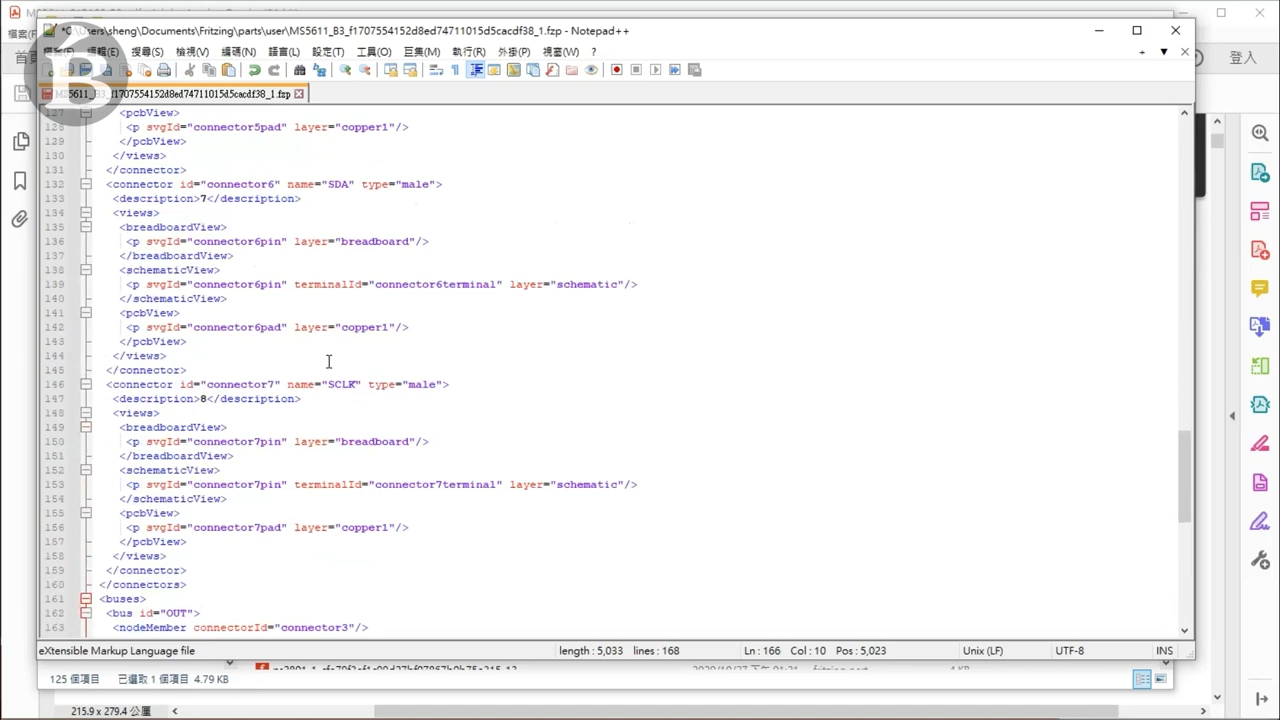 *C:\Users\sheng\Documents\Fritzing\parts\user\MS5611_B3_f1707554152d8ed74711015d5cacdf38_1.fzp - Notepad++
檔案(F) 編輯(E) 搜尋(S) 檢視(V) 編碼(N) 語言(L) 設定(T) 工具(O) 巨集(M) 執行(R) 外掛(P) 視窗(W) ?
登入
MS5611_B3_f1707554152d8ed74711015d5cacdf38_1.fzp
127 <pcbView>
128 <p svgId="connector5pad" layer="copper1"/>
129 </pcbView>
130 </views>
131 </connector>
132 <connector id="connector6" name="SDA" type="male">
133 <description>7</description>
134 <views>
135 <breadboardView>
136 <p svgId="connector6pin" layer="breadboard"/>
137 </breadboardView>
138 <schematicView>
139 <p svgId="connector6pin" terminalId="connector6terminal" layer="schematic"/>
140 </schematicView>
141 <pcbView>
142 <p svgId="connector6pad" layer="copper1"/>
143 </pcbView>
144 </views>
145 </connector>
146 <connector id="connector7" name="SCLK" type="male">
147 <description>8</description>
148 <views>
149 <breadboardView>
150 <p svgId="connector7pin" layer="breadboard"/>
151 </breadboardView>
152 <schematicView>
153 <p svgId="connector7pin" terminalId="connector7terminal" layer="schematic"/>
154 </schematicView>
155 <pcbView>
156 <p svgId="connector7pad" layer="copper1"/>
157 </pcbView>
158 </views>
159 </connector>
160 </connectors>
161 <buses>
162 <bus id="OUT">
163 <nodeMember connectorId="connector3"/>
eXtensible Markup Language file length : 5,033 lines : 168 Ln : 166 Col : 10 Pos : 5,023 Unix (LF) UTF-8 INS
125 個項目 已選取 1 個項目 4.79 KB
215.9 x 279.4 公厘